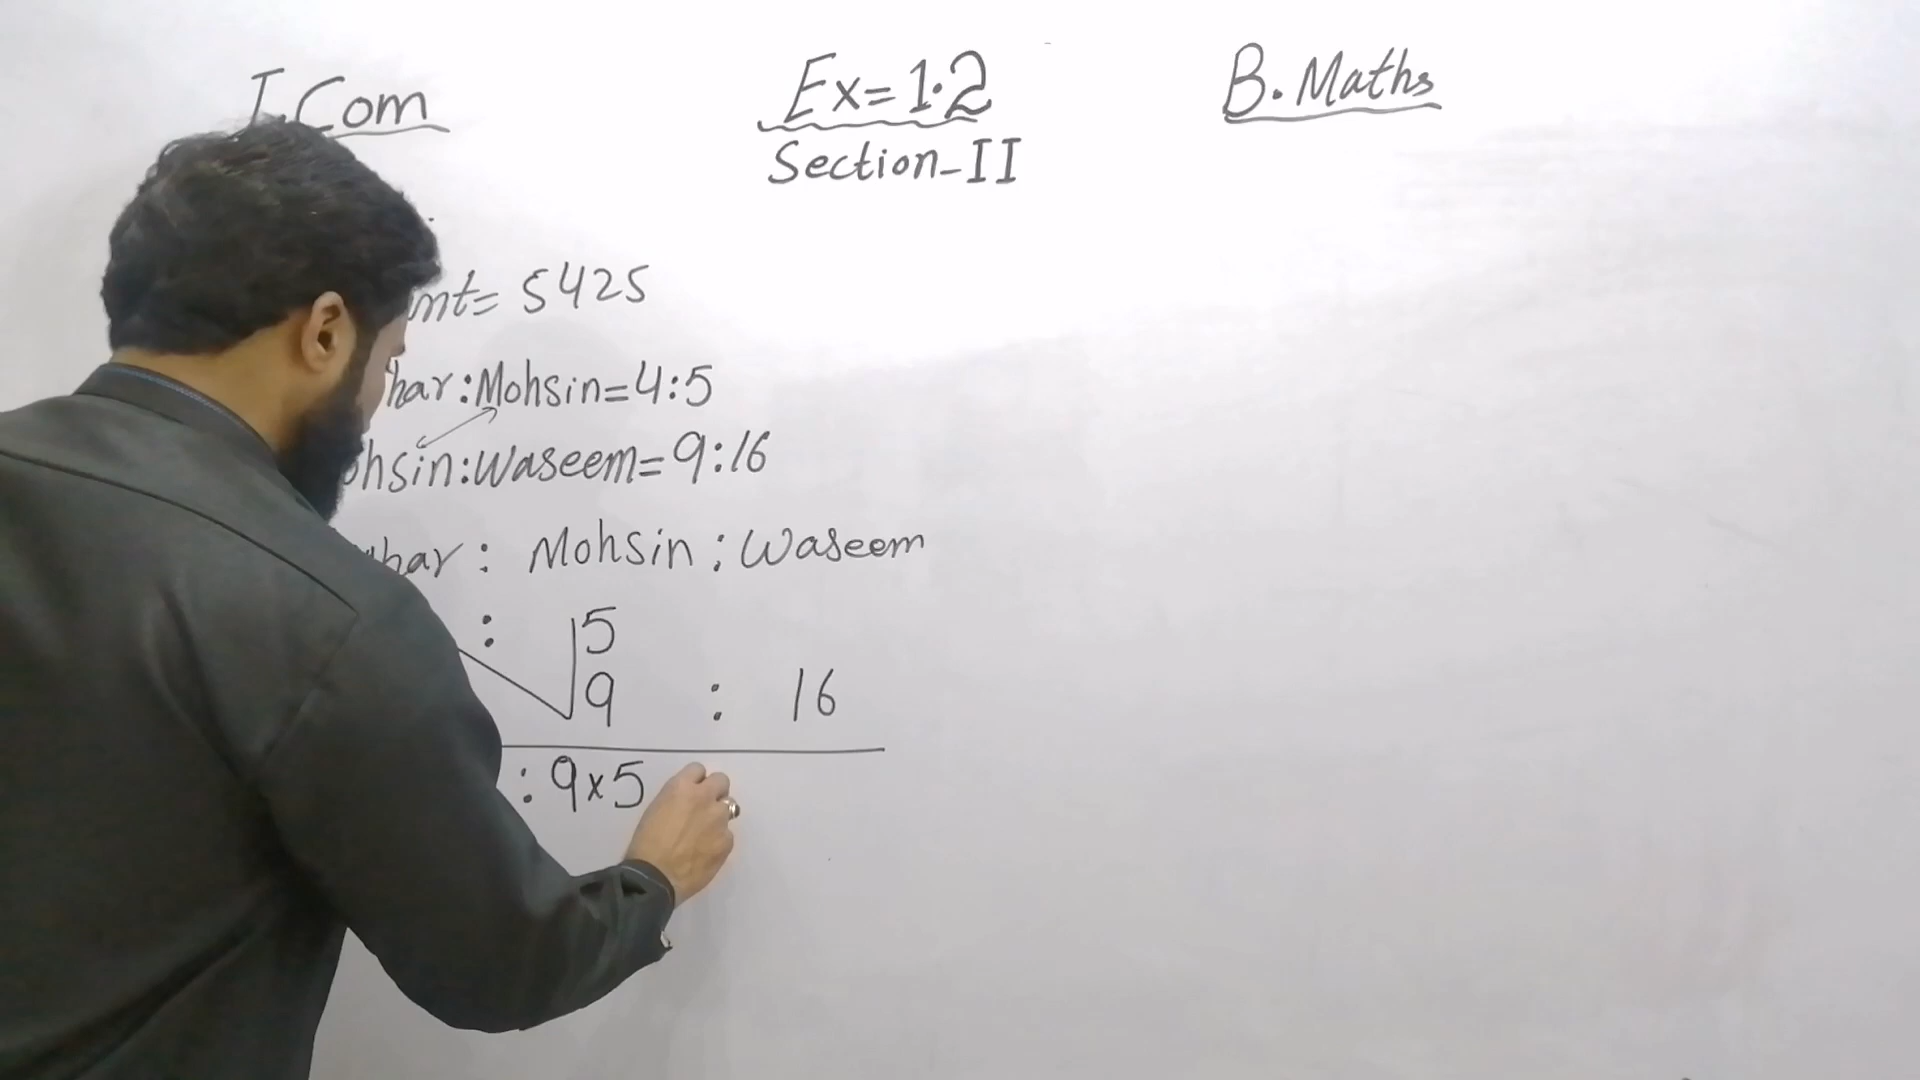 I.Com
Ex=1.2
B.Maths
Section-II
mt= 5425
har:Mohsin=4:5
ohsin:Waseem=9:16
har : Mohsin : Waseem
: 5
9 : 16
: 9x5